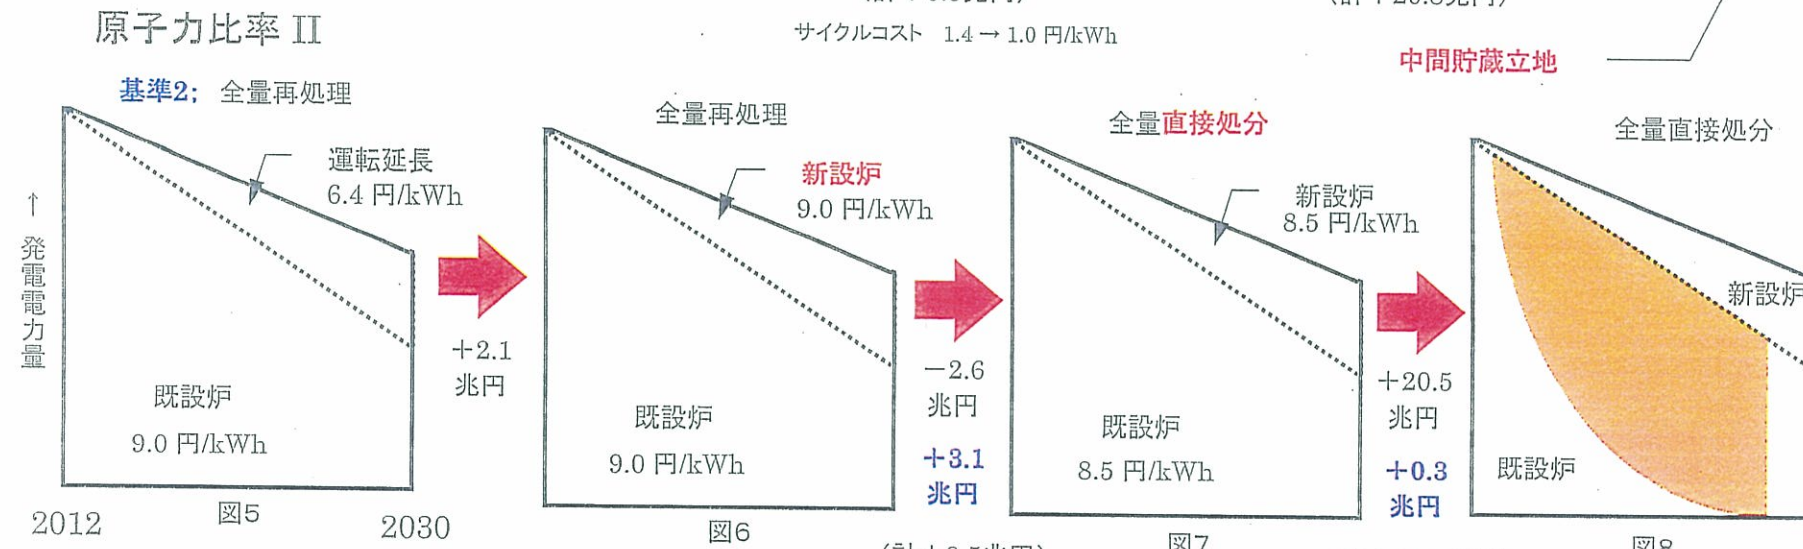 原子力比率 II
サイクルコスト 1.4→1.0 円/kWh
中間貯蔵立地
基準2; 全量再処理
運転延長
6.4 円/kWh
↑発電電力量
既設炉
9.0 円/kWh
2012
図5
2030
+2.1
兆円
全量再処理
新設炉
9.0 円/kWh
既設炉
9.0 円/kWh
図6
−2.6
兆円
+3.1
兆円
全量直接処分
新設炉
8.5 円/kWh
既設炉
8.5 円/kWh
図7
+20.5
兆円
+0.3
兆円
全量直接処分
新設炉
既設炉